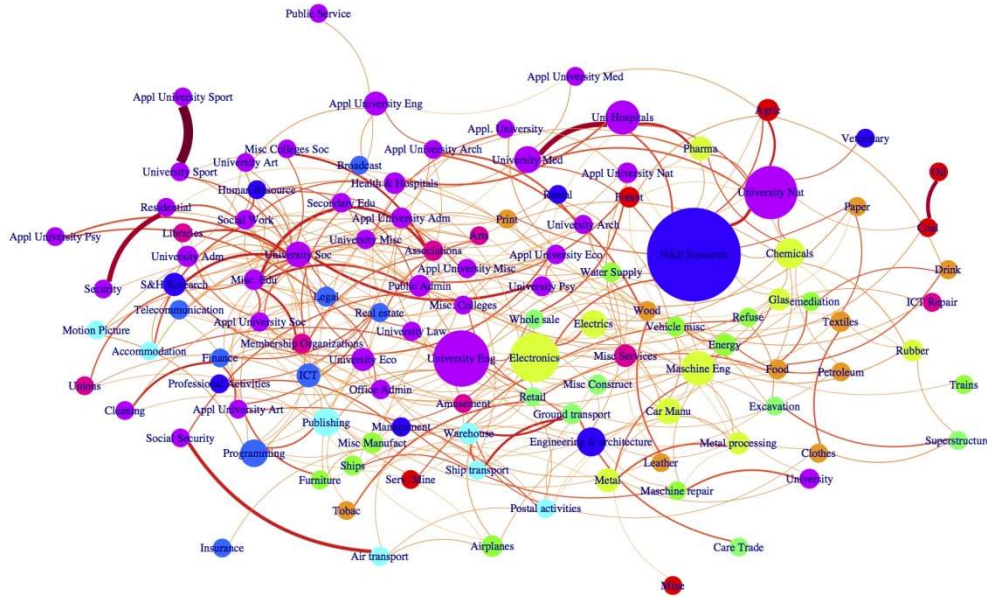 Public Service
Appl University Med
Appl University Sport
Appl University Eng
Uni Hospitals
Agric
Appl. University
Veterinary
Misc Colleges Soc
Appl University Arch
Pharma
University Art
Broadcast
University Med
University Sport
Health & Hospitals
Appl University Nat
Oil
Human Resource
University Nat
Secondary Edu
Forest
Residential
Social Work
Appl University Adm
Print
University Arch
Paper
Coal
Libraries
Appl University Psy
University Misc
Arts
University Adm
University Soc
Associations
Appl University Eco
N&H Research
Chemicals
Appl University Misc
Water Supply
Drink
Misc. Edu
S&H Research
Public Admin
University Psy
Security
Legal
Glas
emediation
ICT Repair
Telecommunication
Misc. Colleges
Wood
Real estate
Whole sale
Refuse
Textiles
Appl University Soc
Electrics
Vehicle misc
Motion Picture
University Law
Membership Organizations
Energy
Accommodation
Rubber
Finance
University Eco
University Eng
Electronics
Misc Services
Maschine Eng
Food
Petroleum
ICT
Unions
Professional Activities
Office Admin
Misc Construct
Trains
Retail
Cleaning
Appl University Art
Amusement
Ground transport
Car Manu
Excavation
Publishing
Management
Warehouse
Social Security
Misc Manufact
Engineering & architecture
Metal processing
Superstructure
Programming
Clothes
Ships
Ship transport
Leather
Furniture
Serv. Mine
Metal
University
Maschine repair
Tobac
Postal activities
Insurance
Air transport
Airplanes
Care Trade